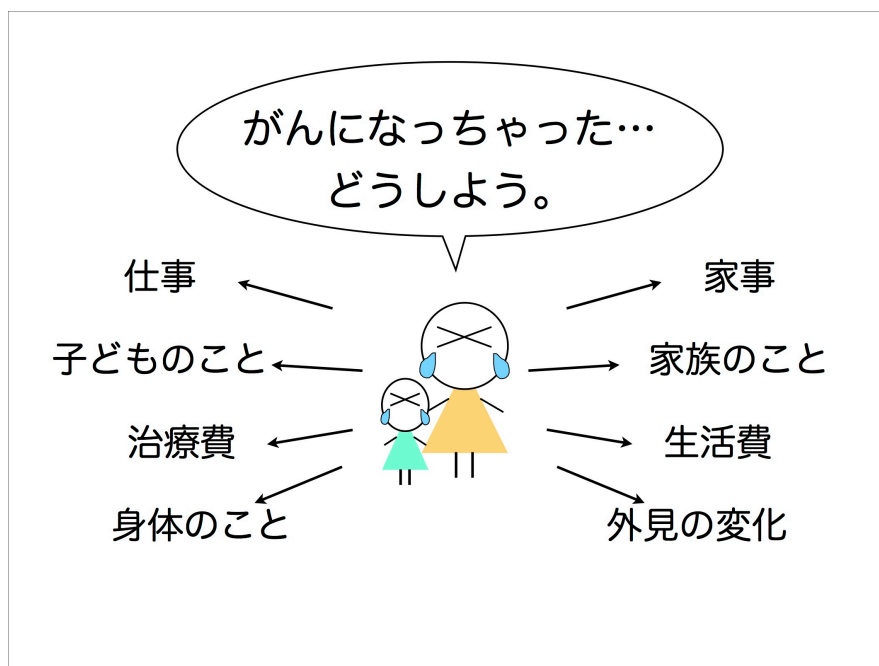 がんになっちゃった…
どうしよう。
仕事
子どものこと
治療費
身体のこと
家事
家族のこと
生活費
外見の変化